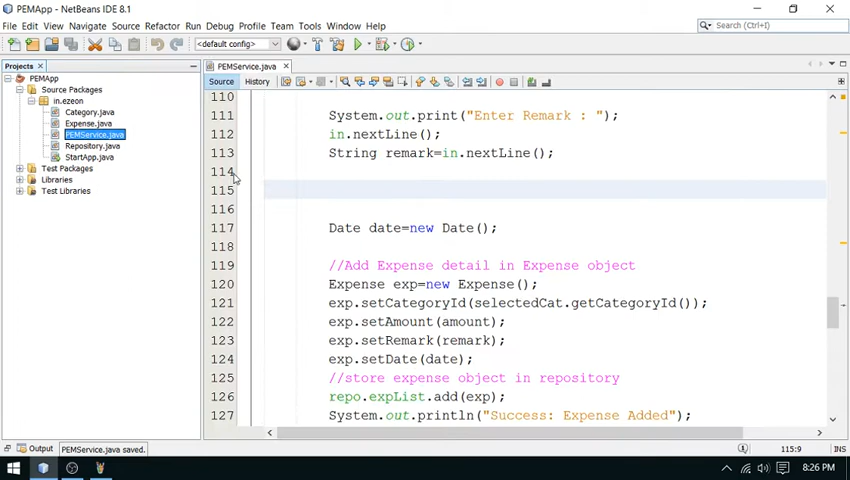 PEMApp - NetBeans IDE 8.1
File Edit View Navigate Source Refactor Run Debug Profile Team Tools Window Help
Search (Ctrl+I)
<default config>
Projects
PEMService.java
PEMApp
Source History
Source Packages
in.ezeon
Category.java
Expense.java
PEMService.java
Repository.java
StartApp.java
Test Packages
Libraries
Test Libraries
110
111 System.out.print("Enter Remark : ");
112 in.nextLine();
113 String remark=in.nextLine();
114
115
116
117 Date date=new Date();
118
119 //Add Expense detail in Expense object
120 Expense exp=new Expense();
121 exp.setCategoryId(selectedCat.getCategoryId());
122 exp.setAmount(amount);
123 exp.setRemark(remark);
124 exp.setDate(date);
125 //store expense object in repository
126 repo.expList.add(exp);
127 System.out.println("Success: Expense Added");
Output PEMService.java saved.
1
115:9 INS
8:26 PM